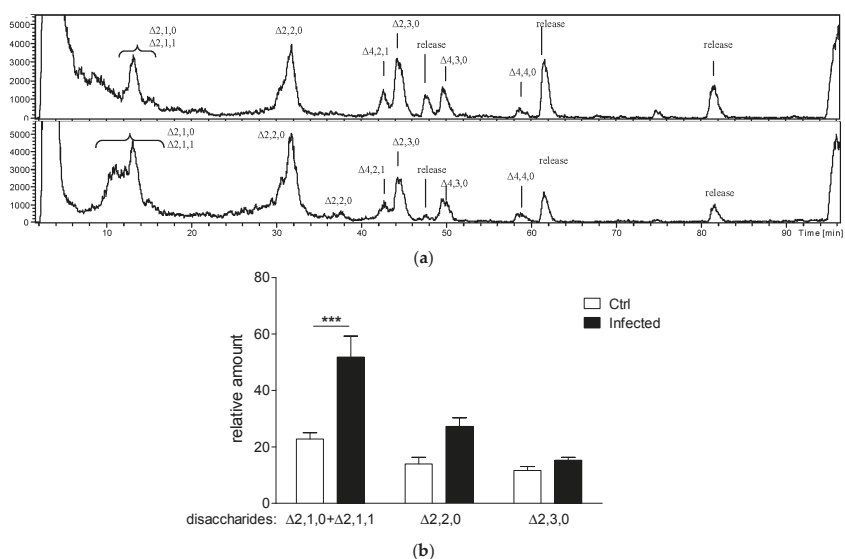 5000
4000
3000
2000
1000
0
Δ2,1,0
Δ2,1,1
Δ2,2,0
Δ4,2,1
Δ2,3,0
release
Δ4,3,0
Δ4,4,0
release
release
5000
4000
3000
2000
1000
0
Δ2,1,0
Δ2,1,1
Δ2,2,0
Δ2,2,0
Δ4,2,1
Δ2,3,0
release
Δ4,3,0
Δ4,4,0
release
release
10 20 30 40 50 60 70 80 90 Time [min]
(a)
80
60
40
20
0
relative amount
***
Ctrl
Infected
disaccharides: Δ2,1,0+Δ2,1,1 Δ2,2,0 Δ2,3,0
(b)